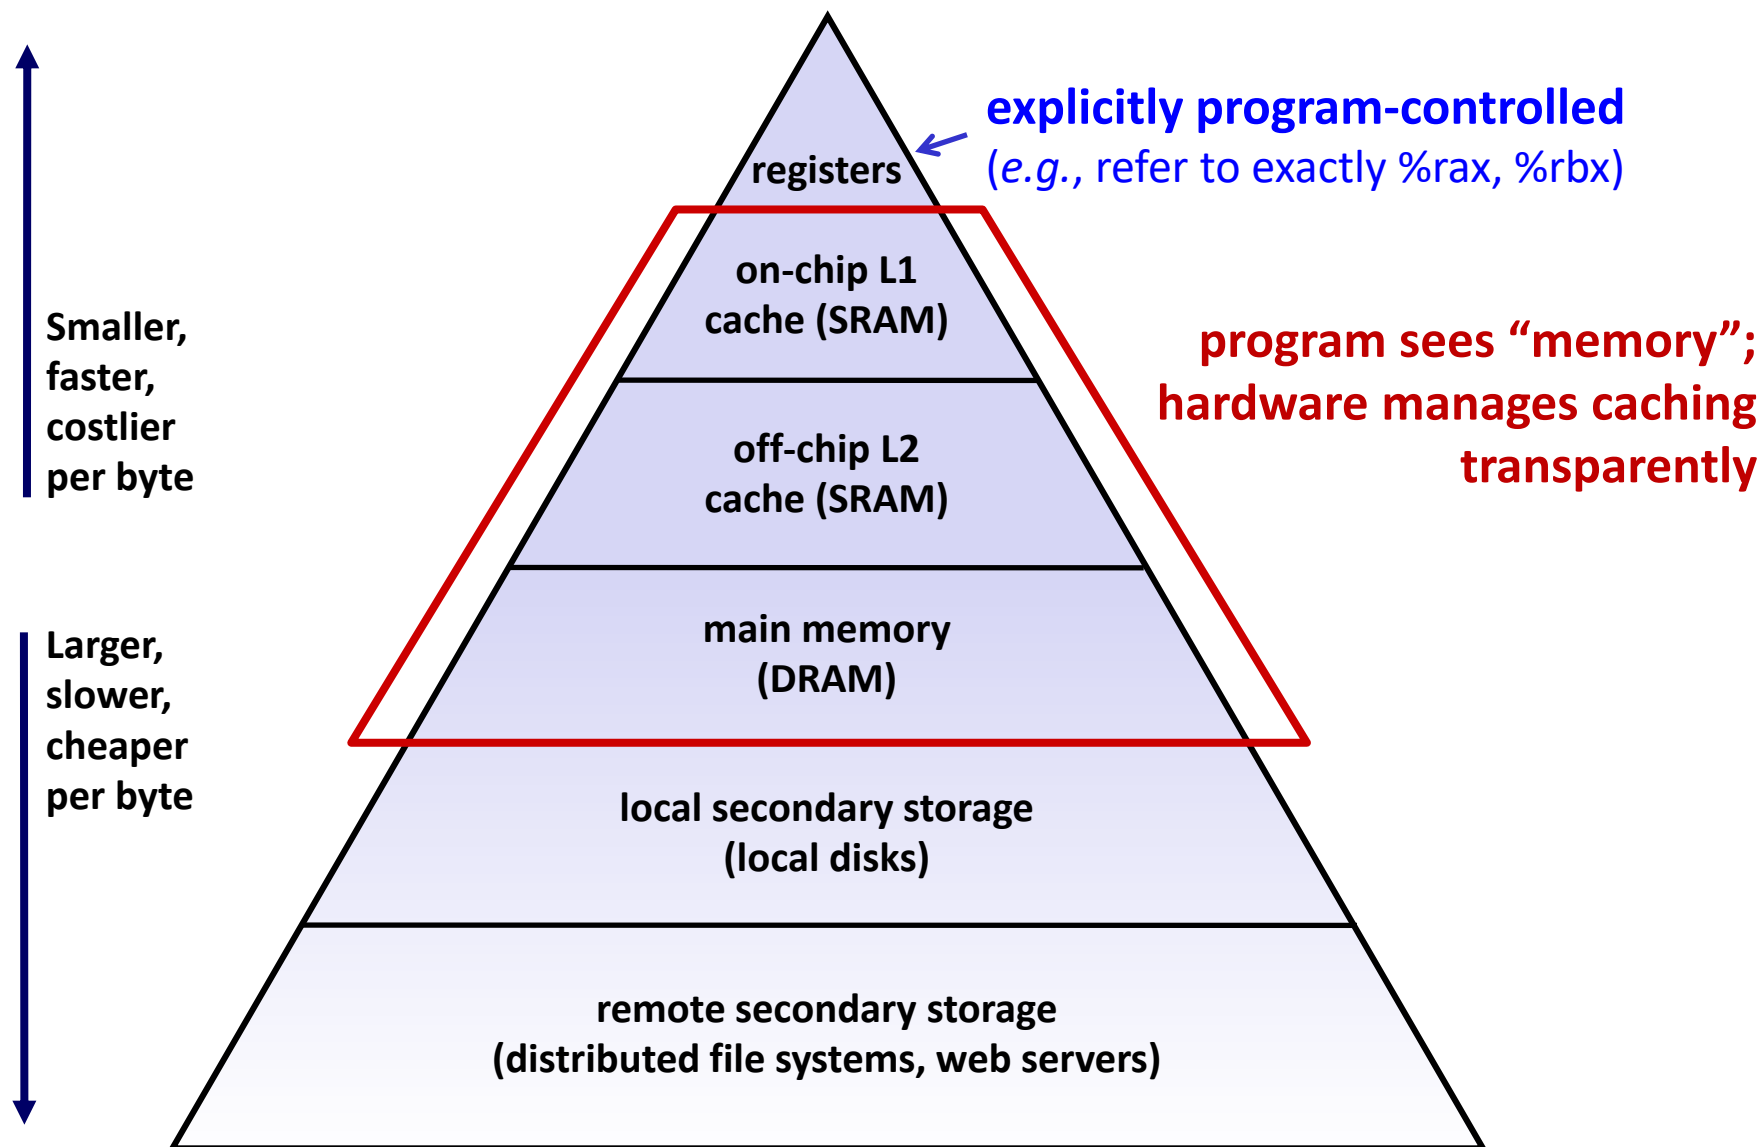 explicitly program-controlled
(e.g., refer to exactly %rax, %rbx)
registers
on-chip L1
cache (SRAM)
Smaller,
faster,
costlier
per byte
program sees “memory”;
hardware manages caching
transparently
off-chip L2
cache (SRAM)
main memory
(DRAM)
Larger,
slower,
cheaper
per byte
local secondary storage
(local disks)
remote secondary storage
(distributed file systems, web servers)